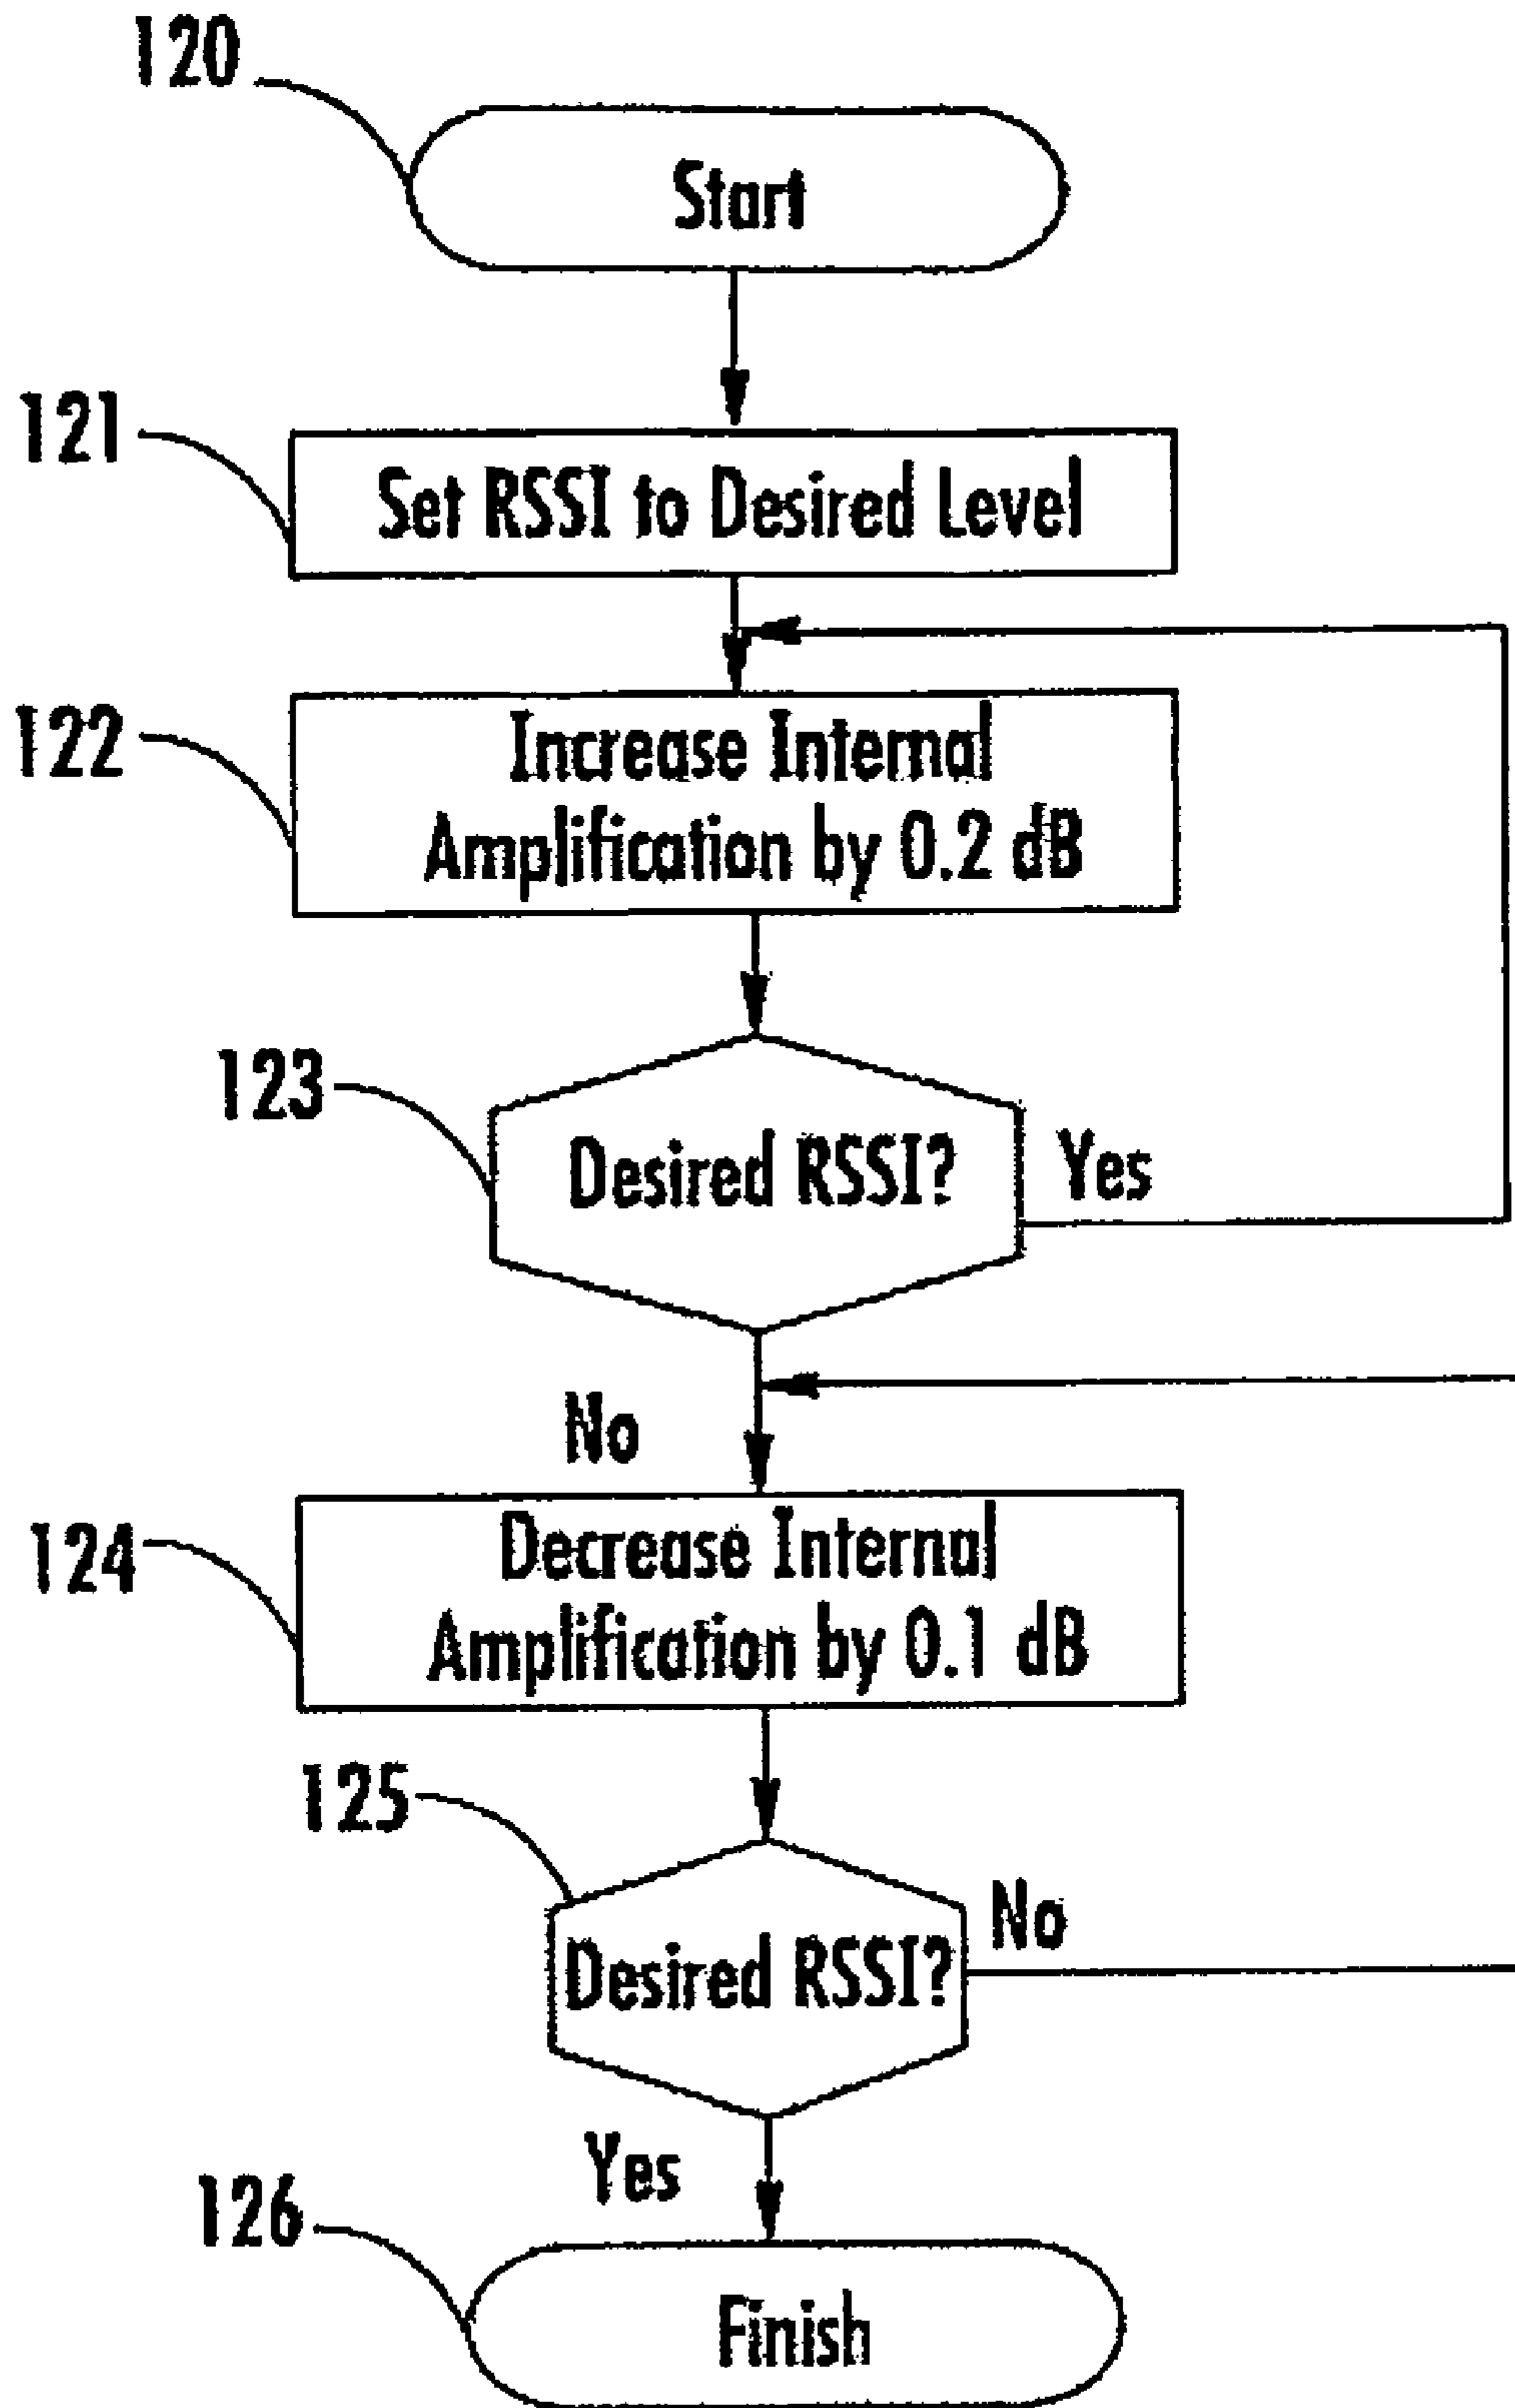 120
Start
121
Set RSSI to Desired Level
122
Increase Internal
Amplification by 0.2 dB
123
Desired RSSI?
Yes
No
124
Decrease Internal
Amplification by 0.1 dB
125
Desired RSSI?
No
Yes
126
Finish